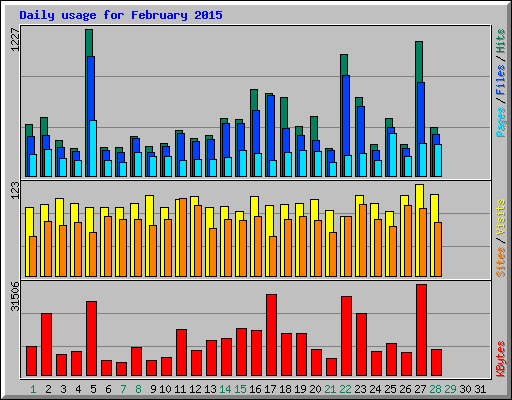 Daily usage for February 2015
1227
Pages / Files / Hits
123
Sites / Visits
31506
KBytes
1 2 3 4 5 6 7 8 9 10 11 12 13 14 15 16 17 18 19 20 21 22 23 24 25 26 27 28 29 30 31